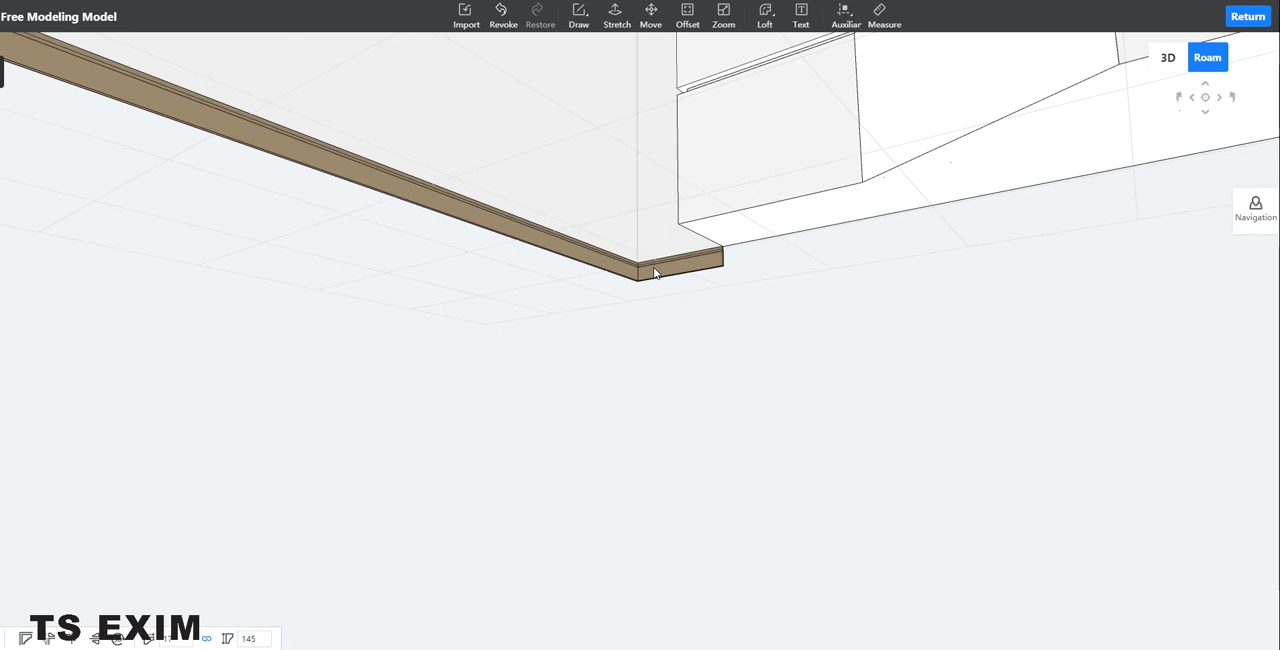 Free Modeling Model
Import Revoke Restore Draw Stretch Move Offset Zoom Loft Text Auxiliar Measure
Return
3D Roam
Navigation
TS EXIM
145